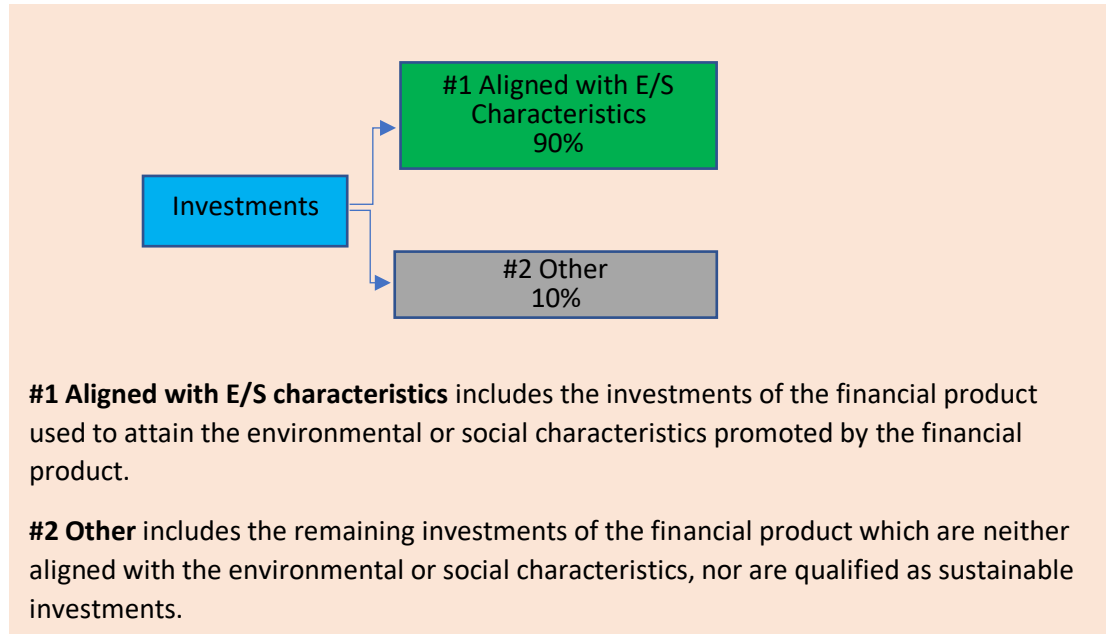 #1 Aligned with E/S
Characteristics
90%
Investments
#2 Other
10%
#1 Aligned with E/S characteristics includes the investments of the financial product
used to attain the environmental or social characteristics promoted by the financial
product.
#2 Other includes the remaining investments of the financial product which are neither
aligned with the environmental or social characteristics, nor are qualified as sustainable
investments.